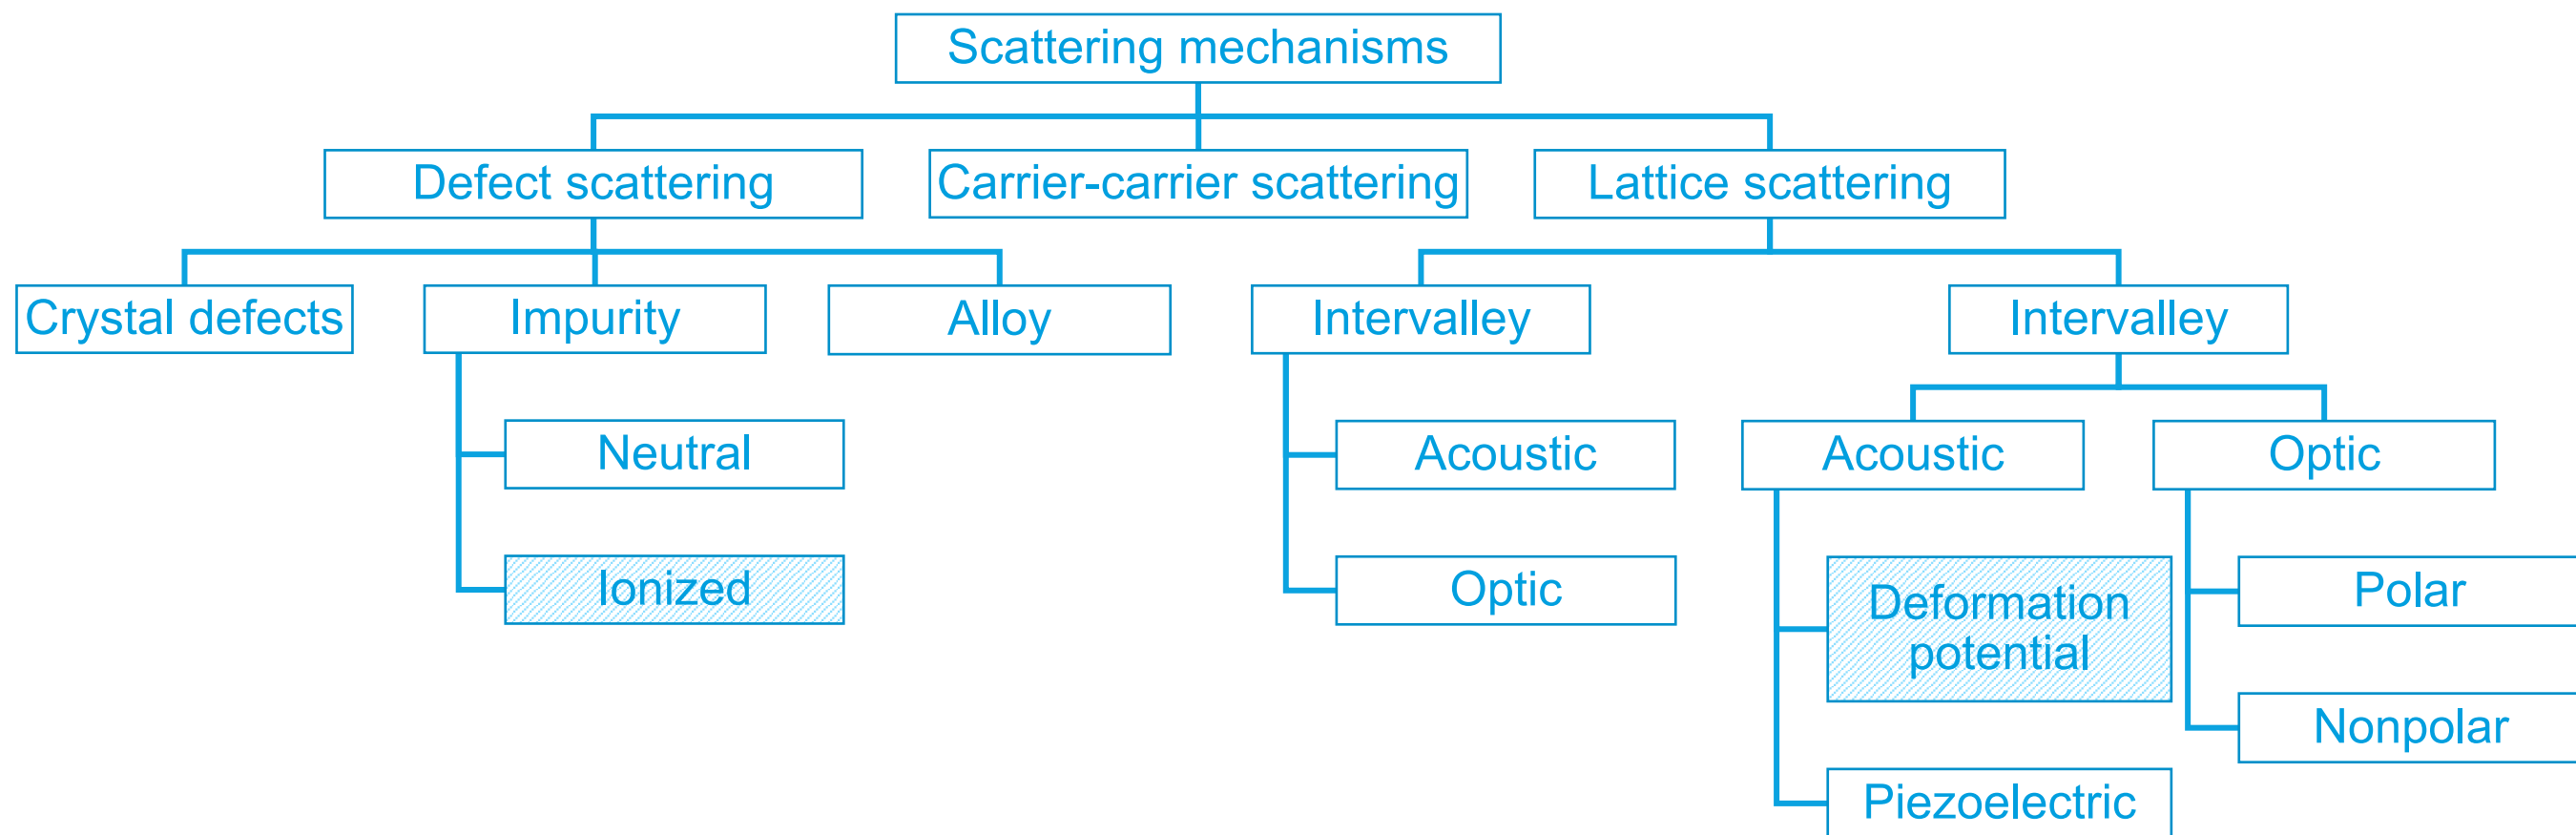 Scattering mechanisms
Defect scattering
Carrier-carrier scattering
Lattice scattering
Crystal defects
Impurity
Alloy
Intervalley
Intervalley
Neutral
Acoustic
Acoustic
Optic
Ionized
Optic
Deformation
potential
Polar
Nonpolar
Piezoelectric